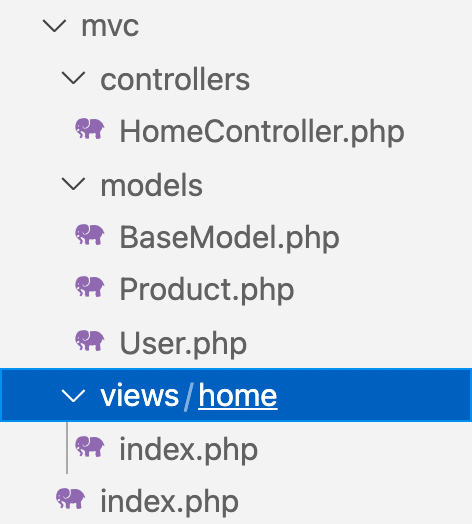 mvc
controllers
HomeController.php
models
BaseModel.php
Product.php
User.php
views/home
index.php
index.php